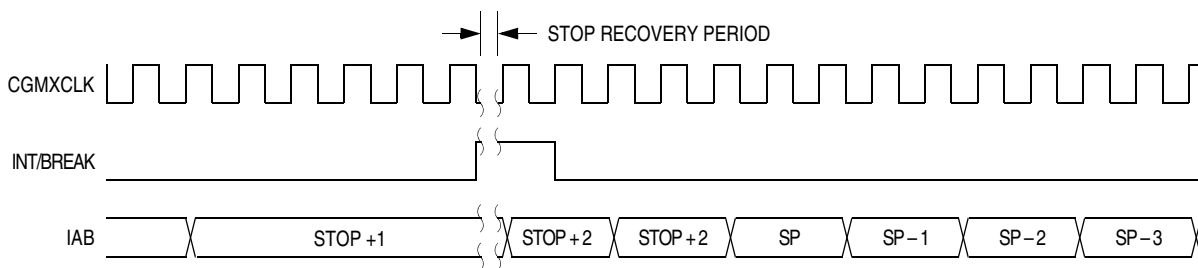 STOP RECOVERY PERIOD
CGMXCLK
INT/BREAK
IAB STOP +1 STOP + 2 STOP + 2 SP SP – 1 SP – 2 SP – 3